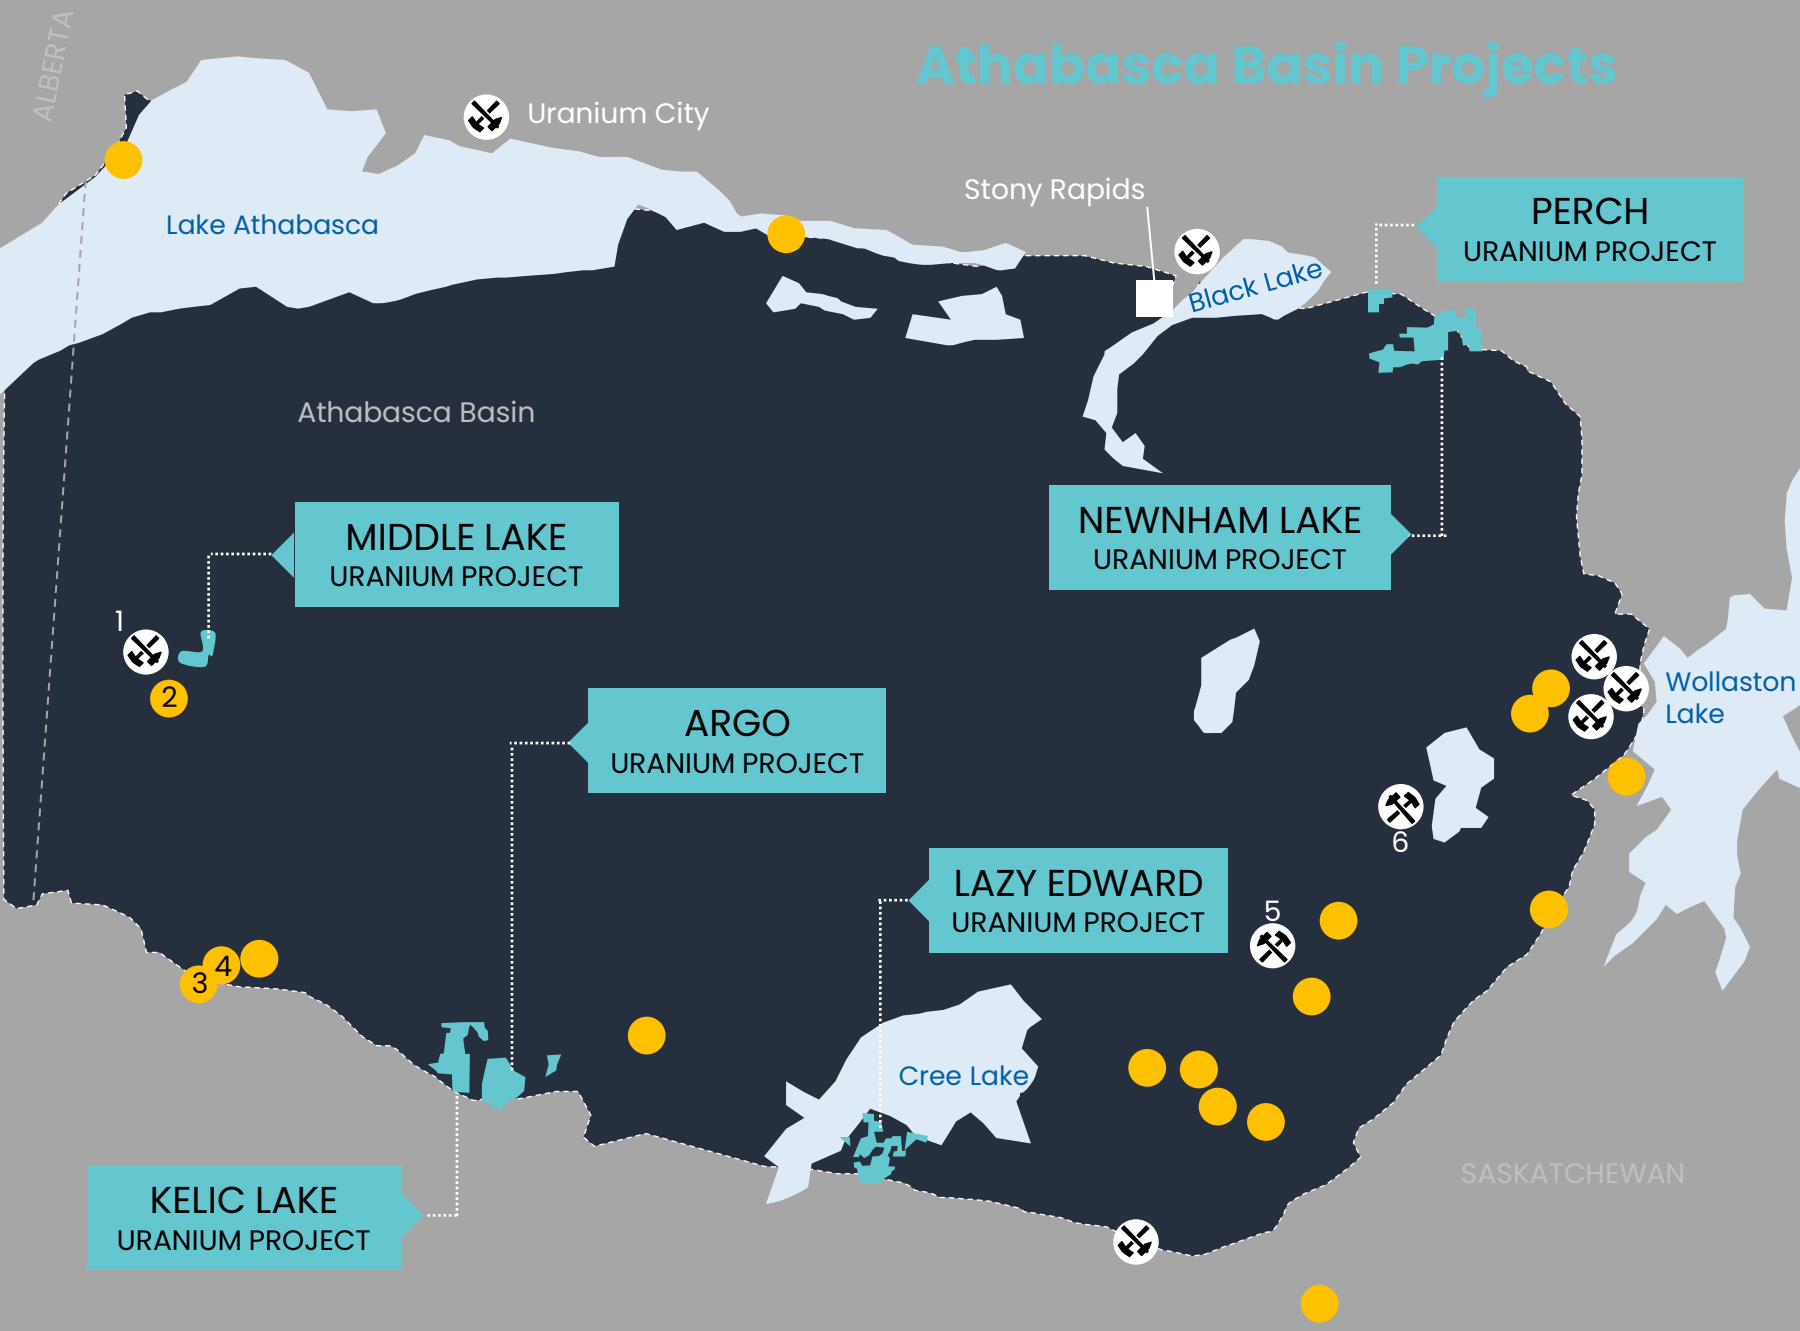 ALBERTA
Athabasca Basin Projects
Uranium City
Stony Rapids
PERCH
URANIUM PROJECT
Lake Athabasca
Black Lake
Athabasca Basin
MIDDLE LAKE
URANIUM PROJECT
NEWNHAM LAKE
URANIUM PROJECT
1
2
ARGO
URANIUM PROJECT
Wollaston
Lake
6
LAZY EDWARD
URANIUM PROJECT
5
4
3
Cree Lake
KELIC LAKE
URANIUM PROJECT
SASKATCHEWAN